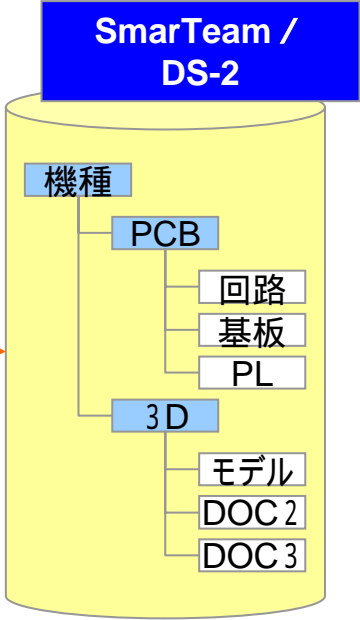 SmarTeam /
DS-2
機種
PCB
回路
基板
PL
3D
モデル
DOC2
DOC3